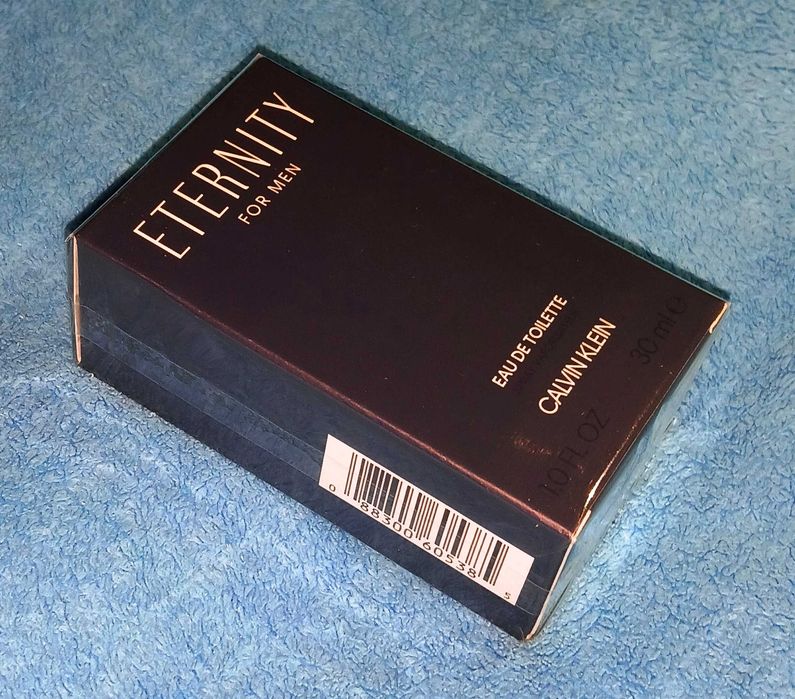 ETERNITY
FOR MEN
EAU DE TOILETTE
CALVIN KLEIN
1.0 FL. OZ 30 ml ℮
0 88300 60538 5